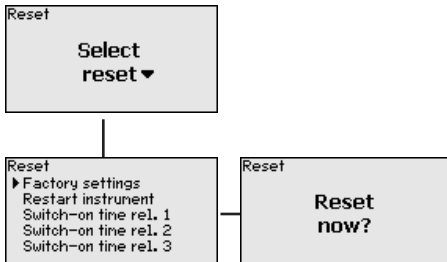 Reset
Select
reset▼
Reset
▶Factory settings
Restart instrument
Switch-on time rel. 1
Switch-on time rel. 2
Switch-on time rel. 3
Reset
Reset
now?